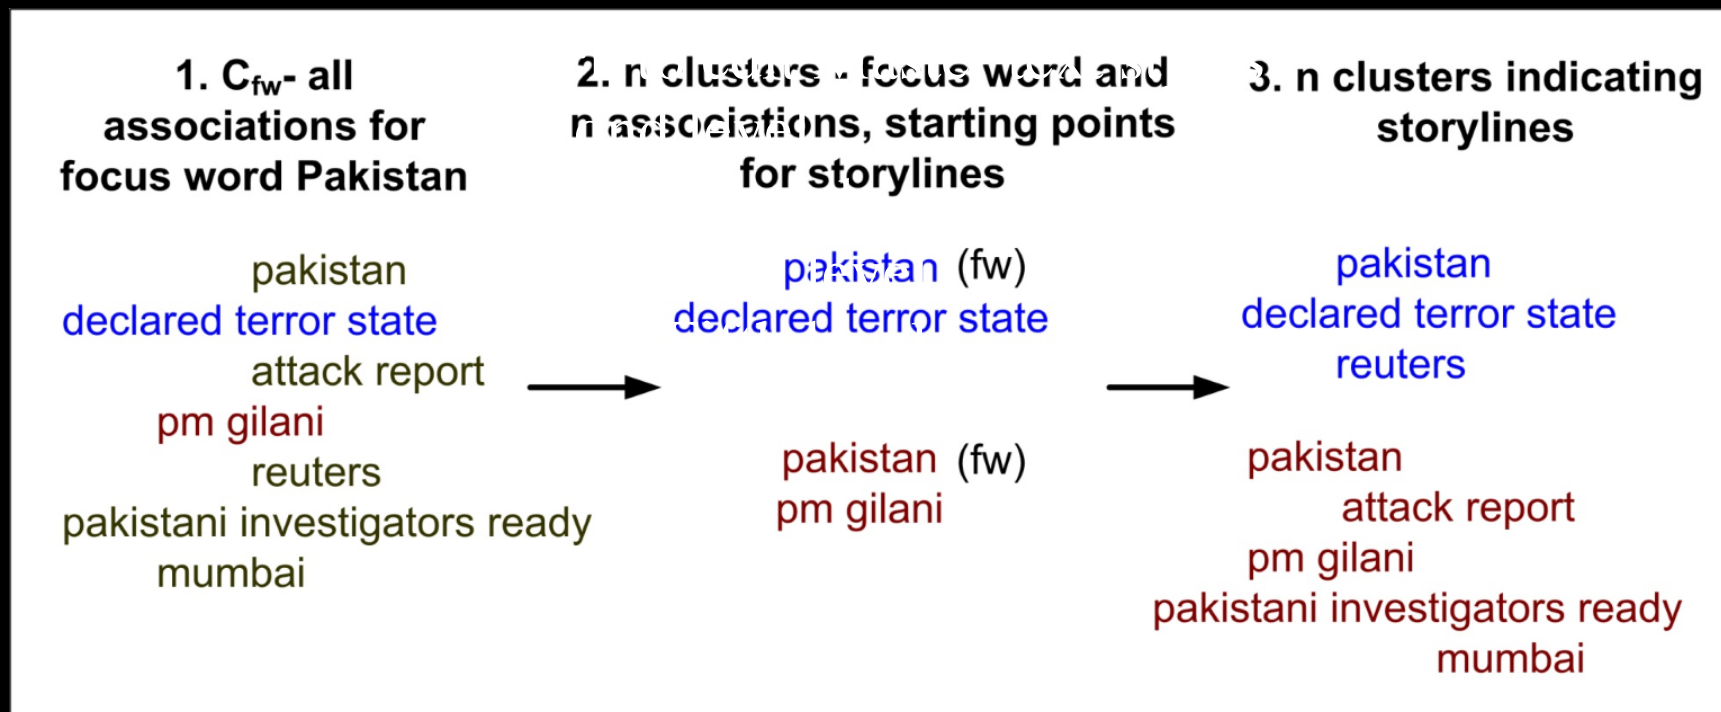 1. Cfw- all
associations for
focus word Pakistan
pakistan
declared terror state
attack report
pm gilani
reuters
pakistani investigators ready
mumbai
2. n clusters - focus word and
n associations, starting points
for storylines
pakistan (fw)
declared terror state
pakistan (fw)
pm gilani
3. n clusters indicating
storylines
pakistan
declared terror state
reuters
pakistan
attack report
pm gilani
pakistani investigators ready
mumbai